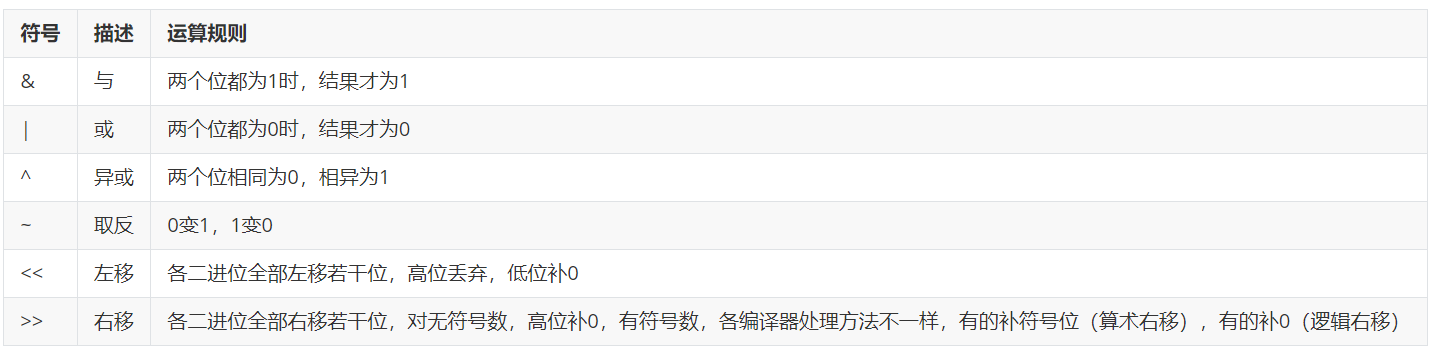 符号 描述 运算规则
& 与 两个位都为1时，结果才为1
| 或 两个位都为0时，结果才为0
^ 异或 两个位相同为0，相异为1
~ 取反 0变1，1变0
<< 左移 各二进位全部左移若干位，高位丢弃，低位补0
>> 右移 各二进位全部右移若干位，对无符号数，高位补0，有符号数，各编译器处理方法不一样，有的补符号位（算术右移），有的补0（逻辑右移）